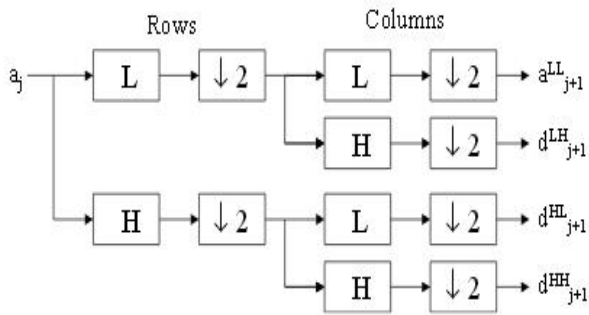 Rows Columns
a_j L ↓ 2 L ↓ 2 a^LL_j+1
H ↓ 2 d^LH_j+1
H ↓ 2 L ↓ 2 d^HL_j+1
H ↓ 2 d^HH_j+1